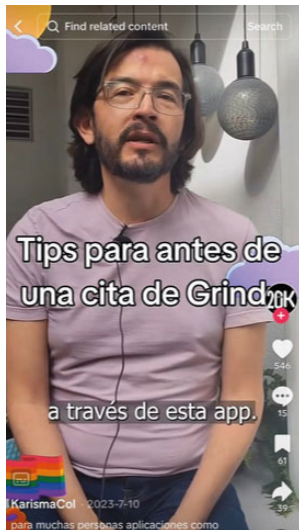 Find related content Search
Tips para antes de
una cita de Grind
20K
546
15
a través de esta app.
61
KarismaCol · 2023-7-10
39
para muchas personas aplicaciones como